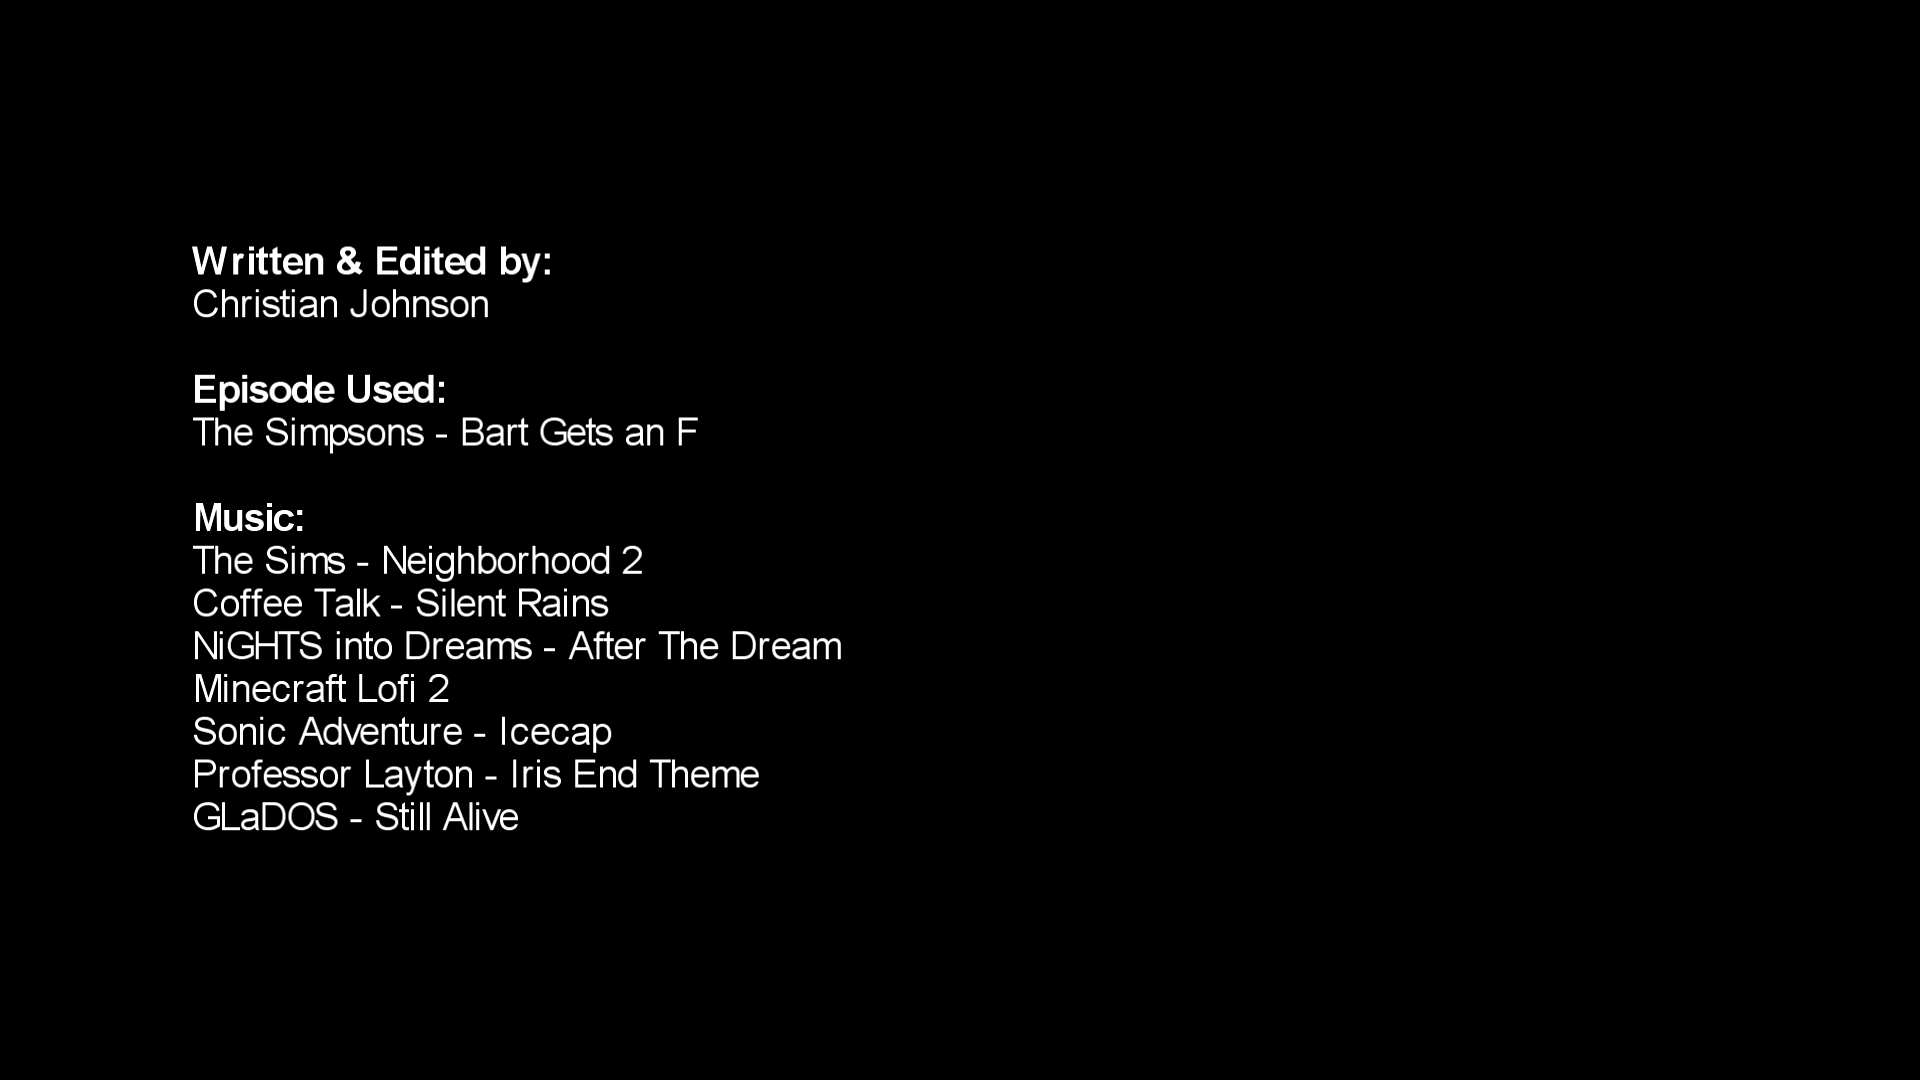 Written & Edited by:
Christian Johnson
Episode Used:
The Simpsons - Bart Gets an F
Music:
The Sims - Neighborhood 2
Coffee Talk - Silent Rains
NiGHTS into Dreams - After The Dream
Minecraft Lofi 2
Sonic Adventure - Icecap
Professor Layton - Iris End Theme
GLaDOS - Still Alive